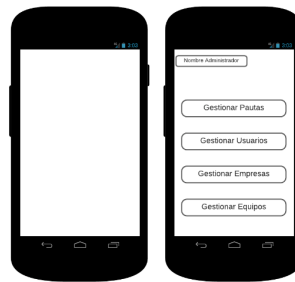 3:03
3:03
Nombre Administrador
Gestionar Pautas
Gestionar Usuarios
Gestionar Empresas
Gestionar Equipos